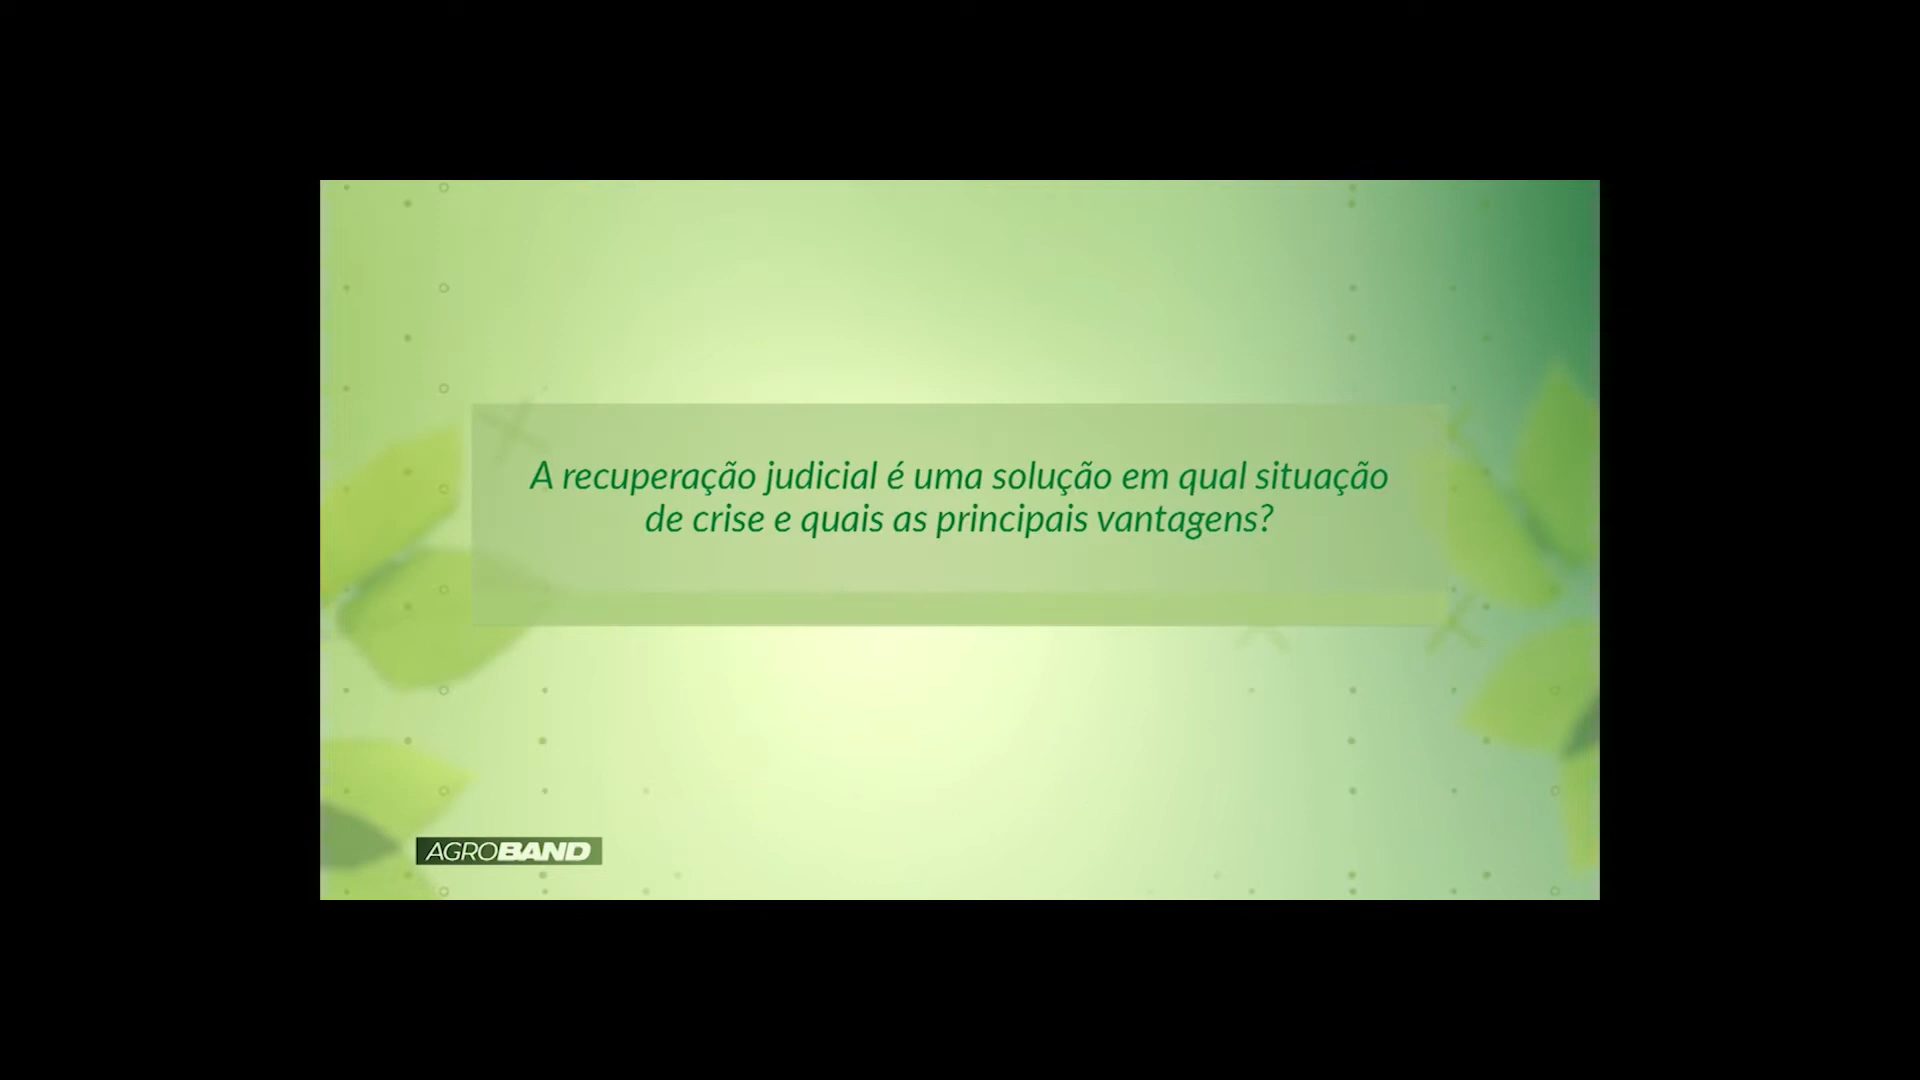 A recuperação judicial é uma solução em qual situação
de crise e quais as principais vantagens?
AGROBAND